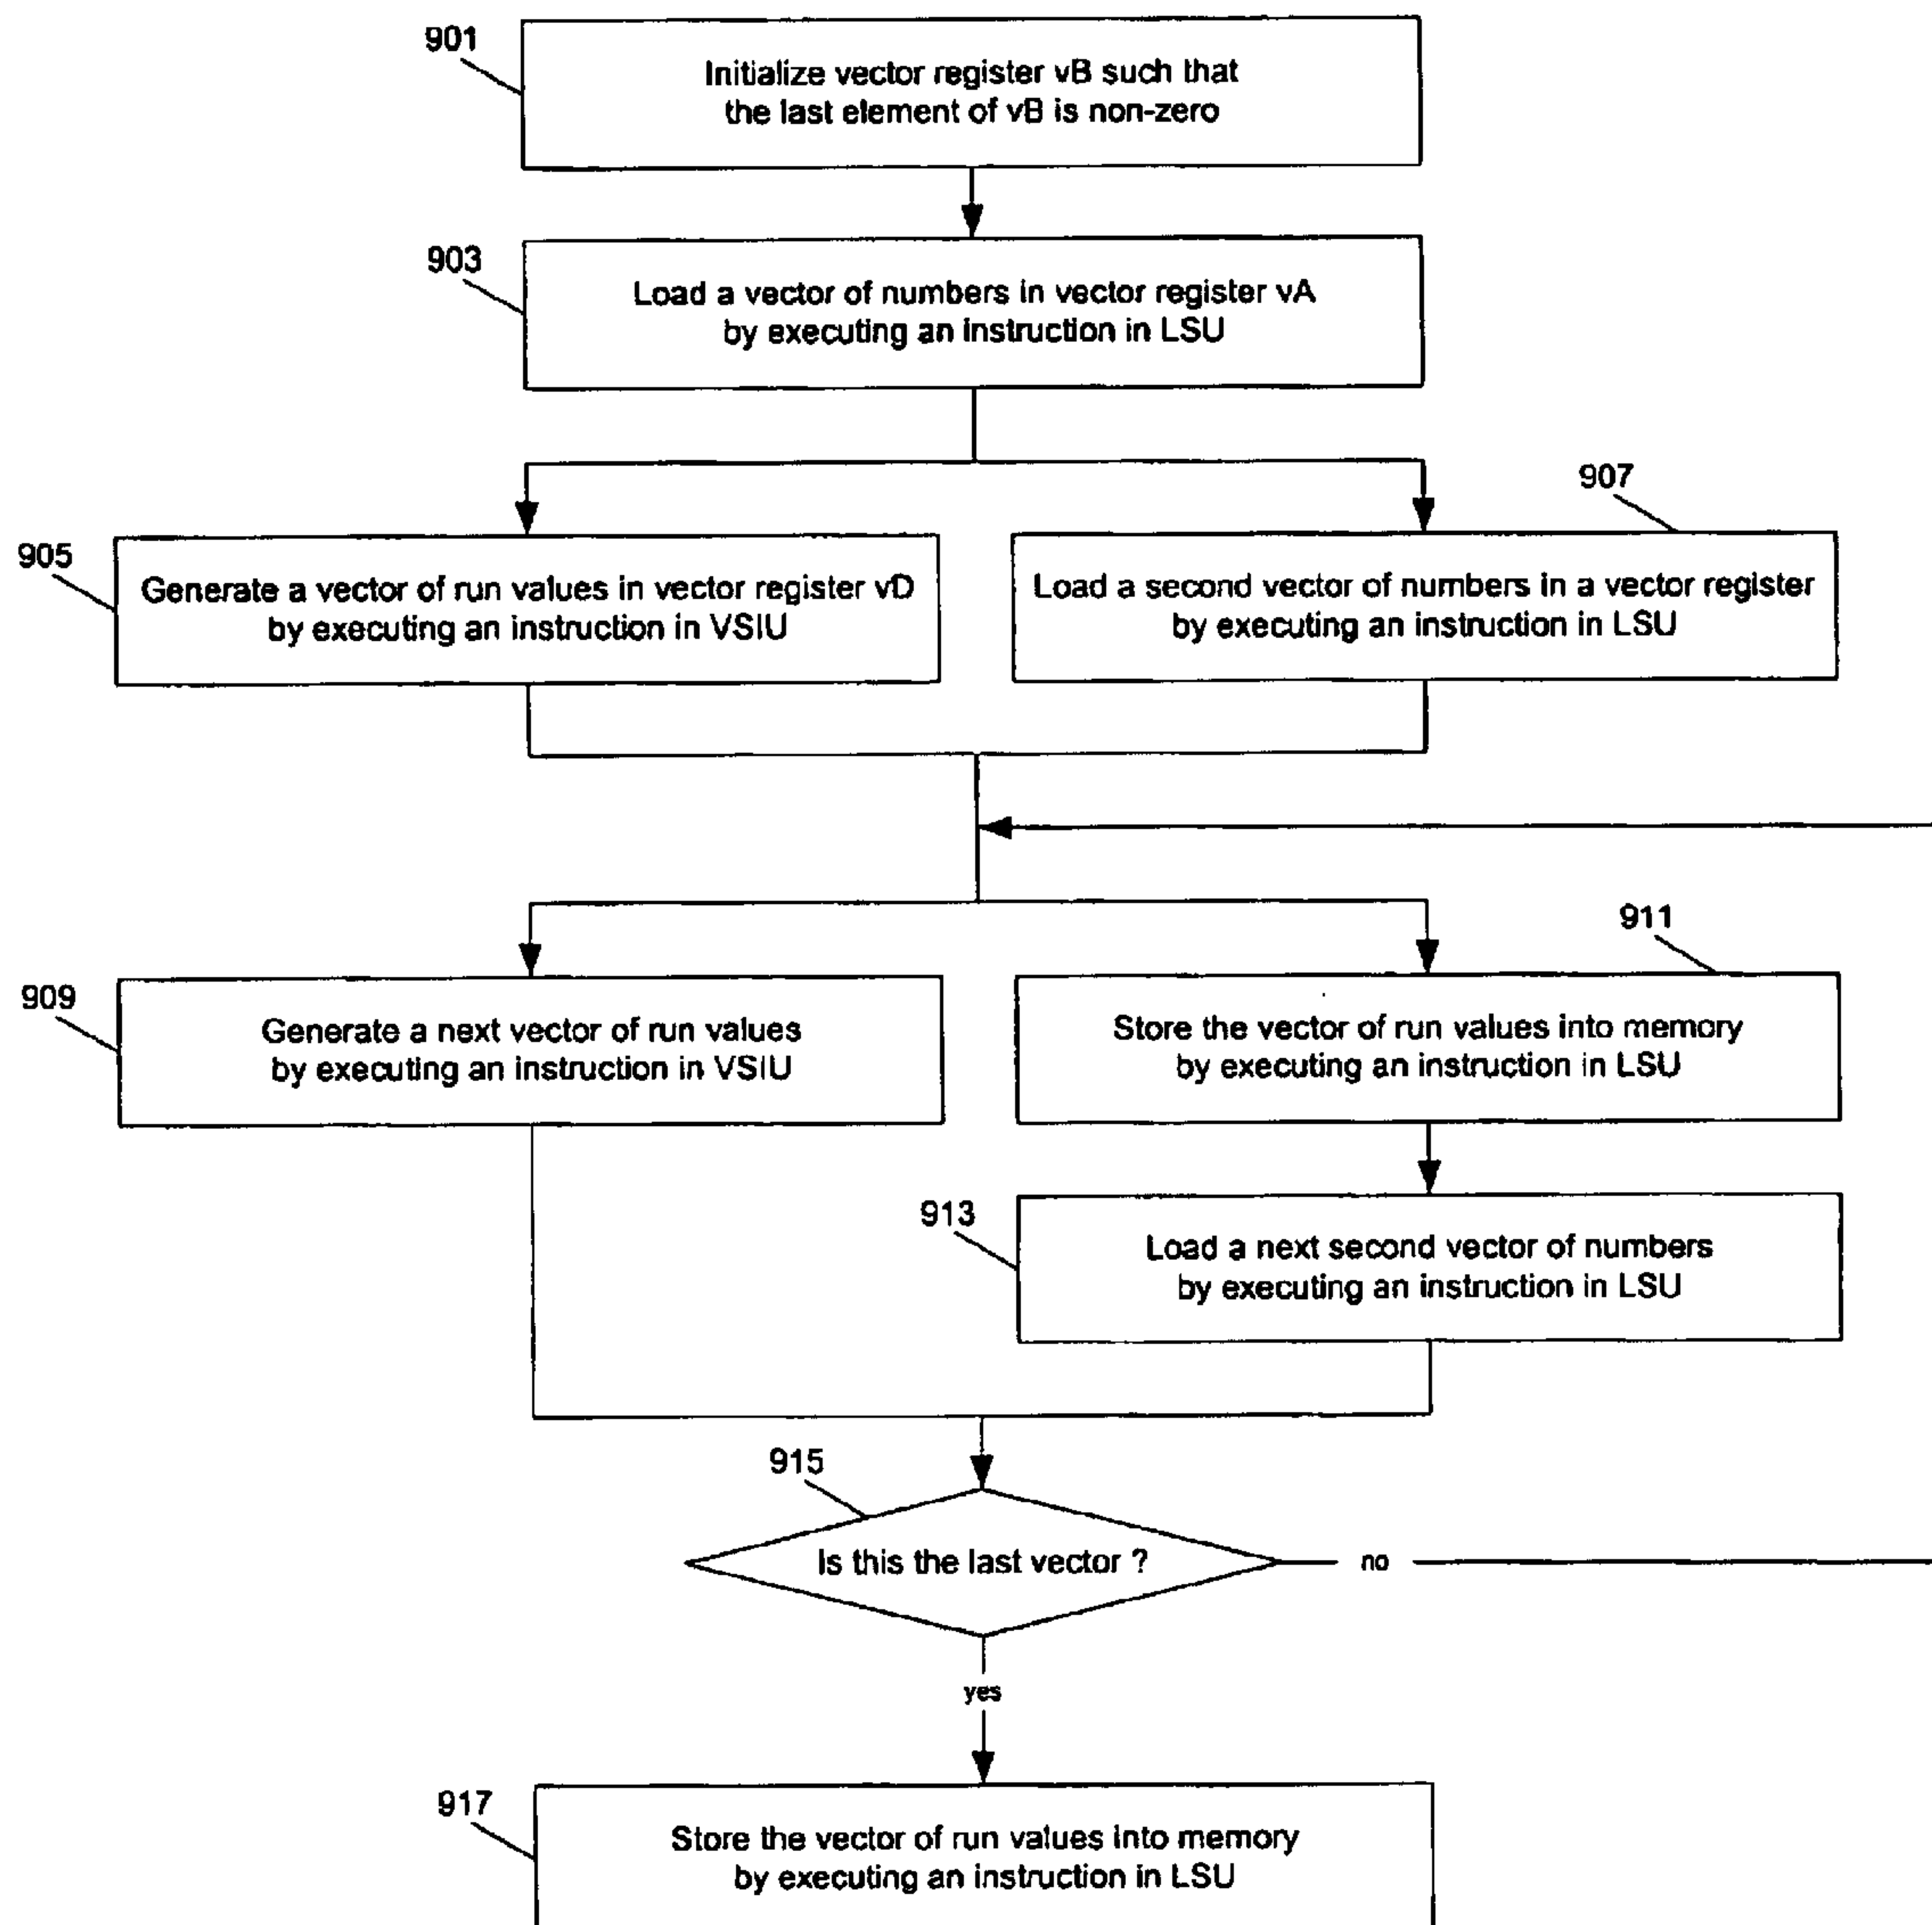 901
Initialize vector register vB such that
the last element of vB is non-zero
903
Load a vector of numbers in vector register vA
by executing an instruction in LSU
905
Generate a vector of run values in vector register vD
by executing an instruction in VSIU
907
Load a second vector of numbers in a vector register
by executing an instruction in LSU
909
Generate a next vector of run values
by executing an instruction in VSIU
911
Store the vector of run values into memory
by executing an instruction in LSU
913
Load a next second vector of numbers
by executing an instruction in LSU
915
Is this the last vector ?
no
yes
917
Store the vector of run values into memory
by executing an instruction in LSU